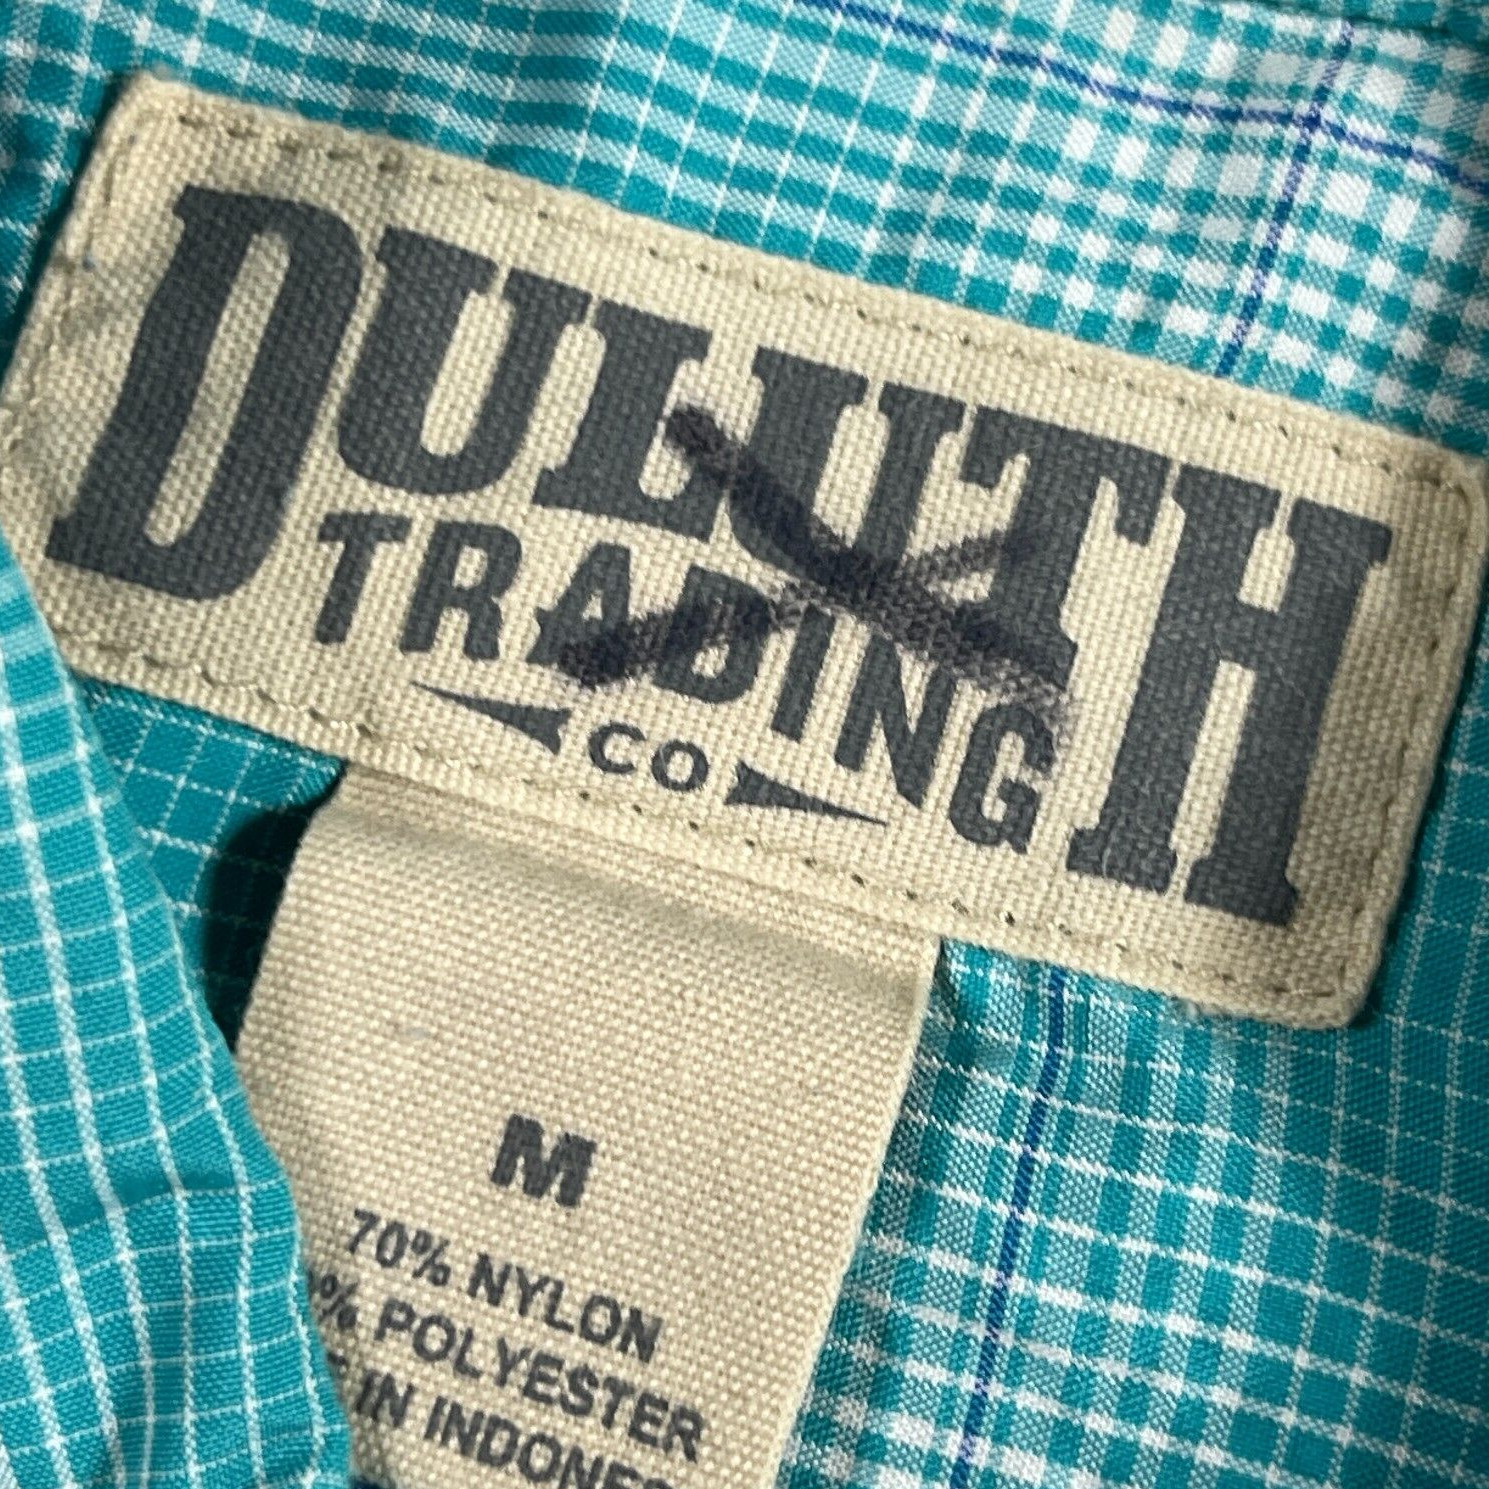 DULUTH
TRADING
CO
M
70% NYLON
% POLYESTER
IN INDONES